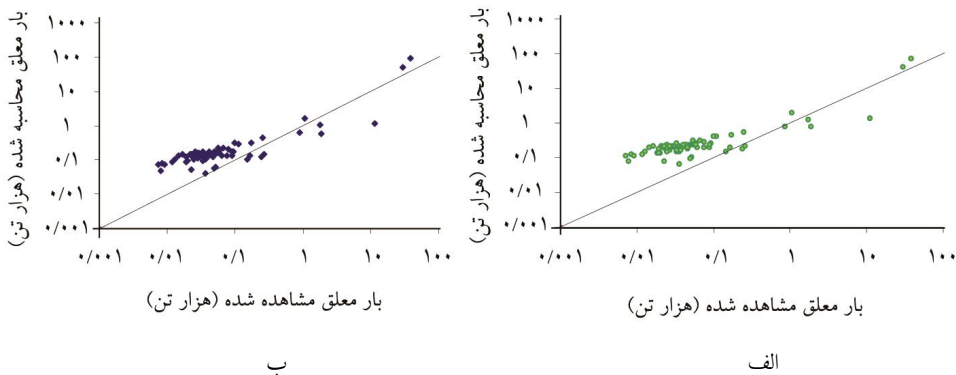 بار معلق محاسبه شده (هزار تن)
۱۰۰۰
۱۰۰
۱۰
۱
۰/۱
۰/۰۱
۰/۰۰۱
۰/۰۰۱ ۰/۰۱ ۰/۱ ۱ ۱۰ ۱۰۰
بار معلق مشاهده شده (هزار تن)
الف
بار معلق محاسبه شده (هزار تن)
۱۰۰۰
۱۰۰
۱۰
۱
۰/۱
۰/۰۱
۰/۰۰۱
۰/۰۰۱ ۰/۰۱ ۰/۱ ۱ ۱۰ ۱۰۰
بار معلق مشاهده شده (هزار تن)
ب